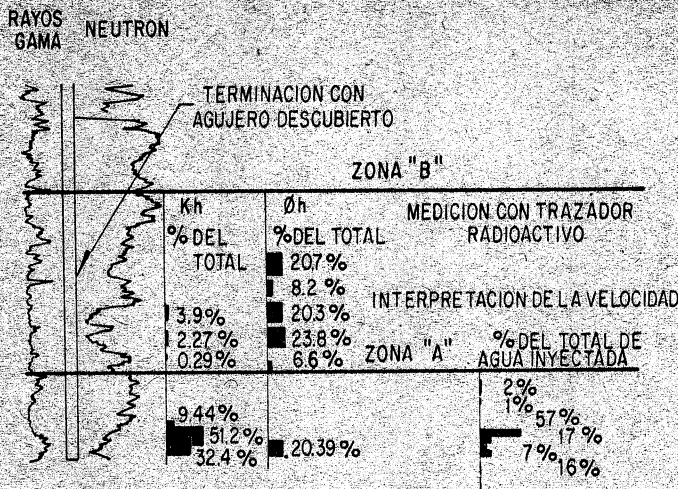 RAYOS
GAMA
NEUTRON
TERMINACION CON
AGUJERO DESCUBIERTO
ZONA "B"
Kh
% DEL
TOTAL
Øh
% DEL TOTAL
MEDICION CON TRAZADOR
RADIOACTIVO
20.7 %
8.2 %
INTERPRETACION DE LA VELOCIDAD
3.9 %
20.3 %
2.27 %
23.8 %
0.29 %
6.6 %
ZONA "A"
% DEL TOTAL DE
AGUA INYECTADA
2 %
1 %
57 %
17 %
7 %
16 %
9.44 %
51.2 %
32.4 %
20.39 %